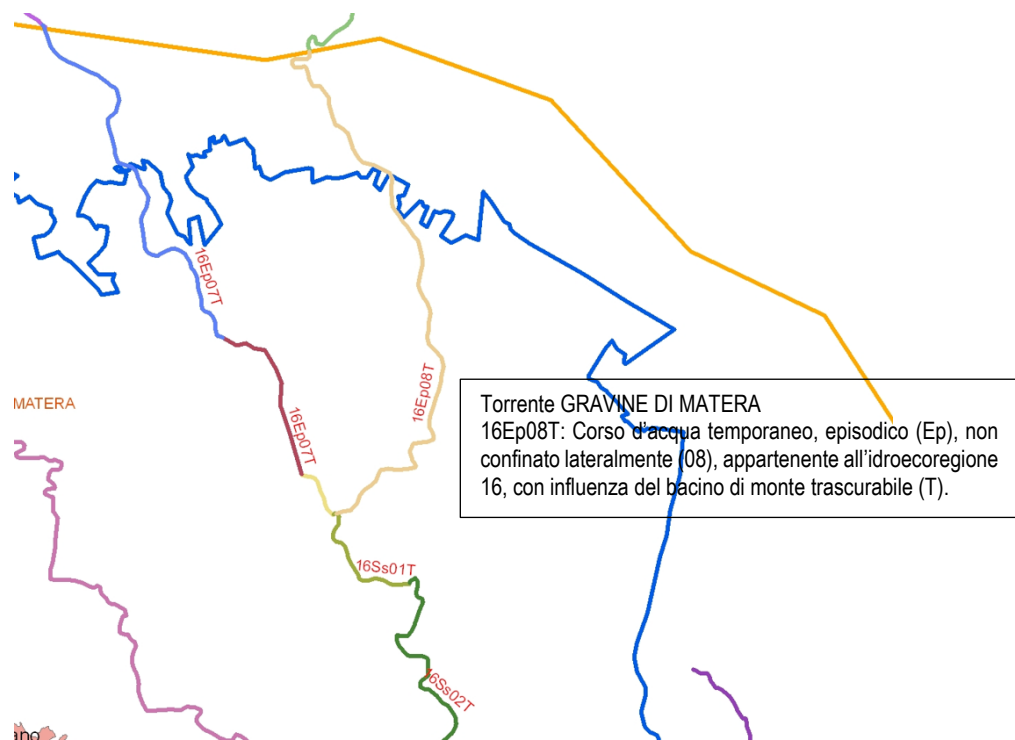 16Ep07T
MATERA
16Ep08T
Torrente GRAVINE DI MATERA
16Ep08T: Corso d'acqua temporaneo, episodico (Ep), non
confinato lateralmente (08), appartenente all'idroecoregione
16, con influenza del bacino di monte trascurabile (T).
16Ep07T
16Ss01T
16Ss02T
ano